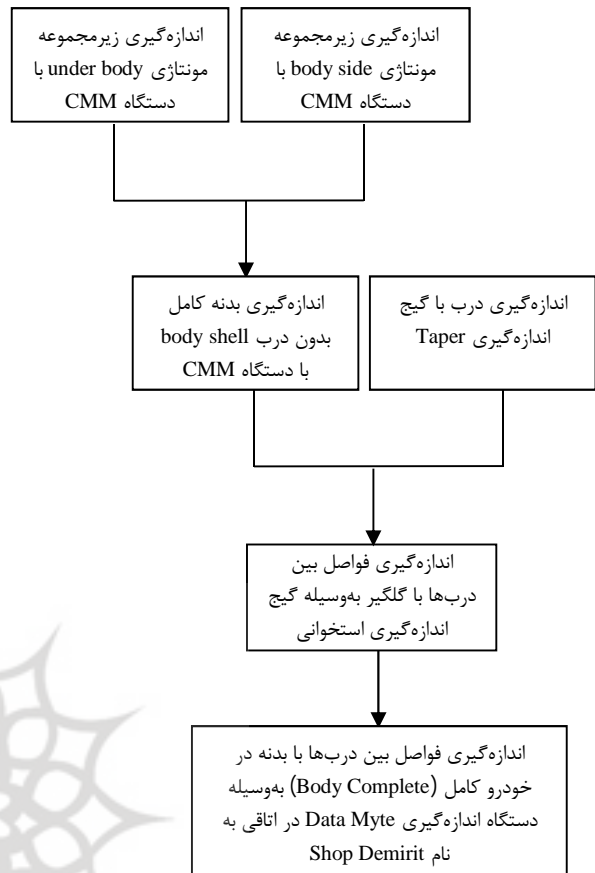 اندازه‌گیری زیرمجموعه
مونتاژی under body با
دستگاه CMM
اندازه‌گیری زیرمجموعه
مونتاژی body side با
دستگاه CMM
اندازه‌گیری بدنه کامل
بدون درب body shell
با دستگاه CMM
اندازه‌گیری درب با گیج
اندازه‌گیری Taper
اندازه‌گیری فواصل بین
درب‌ها با گلگیر به‌وسیله گیج
اندازه‌گیری استخوانی
اندازه‌گیری فواصل بین درب‌ها با بدنه در
خودرو کامل (Body Complete) به‌وسیله
دستگاه اندازه‌گیری Data Myte در اتاقی به
نام Shop Demirit